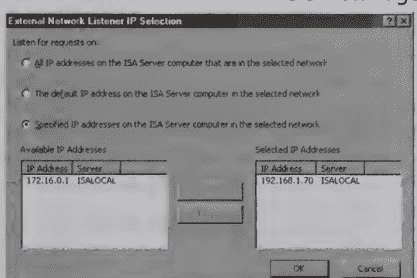 External Network Listener IP Selection
Listen for requests on:
All IP addresses on the ISA Server computer that are in the selected network
The default IP address on the ISA Server computer in the selected network
Specified IP addresses on the ISA Server computer in the selected network
Available IP Addresses
Selected IP Addresses
IP Address Server
172.16.0.1 ISALOCAL
IP Address Server
192.168.1.70 ISALOCAL
OK
Cancel